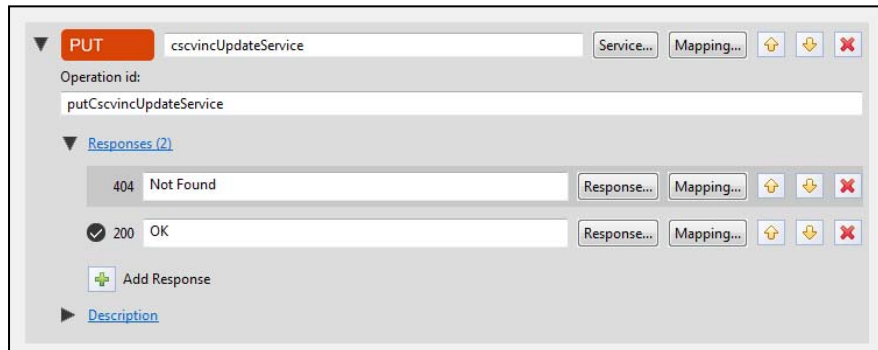 PUT cscvincUpdateService Service... Mapping...
Operation id:
putCscvincUpdateService
Responses (2)
404 Not Found Response... Mapping...
200 OK Response... Mapping...
Add Response
Description